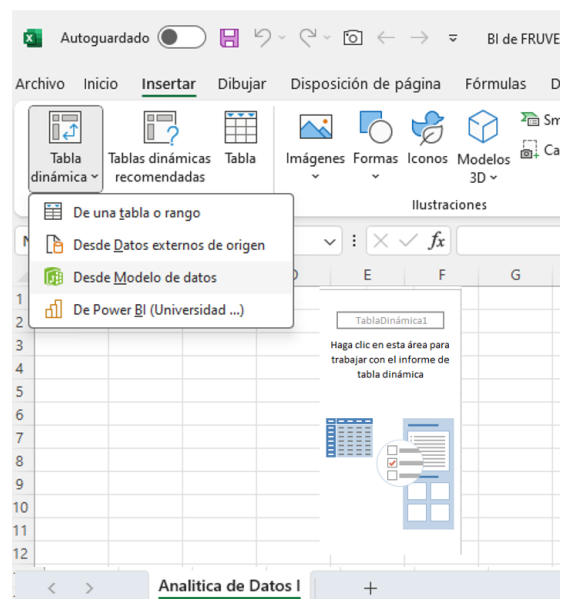 Autoguardado
BI de FRUVE
Archivo Inicio Insertar Dibujar Disposición de página Fórmulas D
Tabla dinámica
Tablas dinámicas recomendadas
Tabla
Imágenes
Formas
Iconos
Modelos 3D
Sm
Ca
Ilustraciones
De una tabla o rango
Desde Datos externos de origen
Desde Modelo de datos
De Power BI (Universidad ...)
fx
E F G
1
2
3
4
5
6
7
8
9
10
11
12
TablaDinámica1
Haga clic en esta área para
trabajar con el informe de
tabla dinámica
Analitica de Datos I